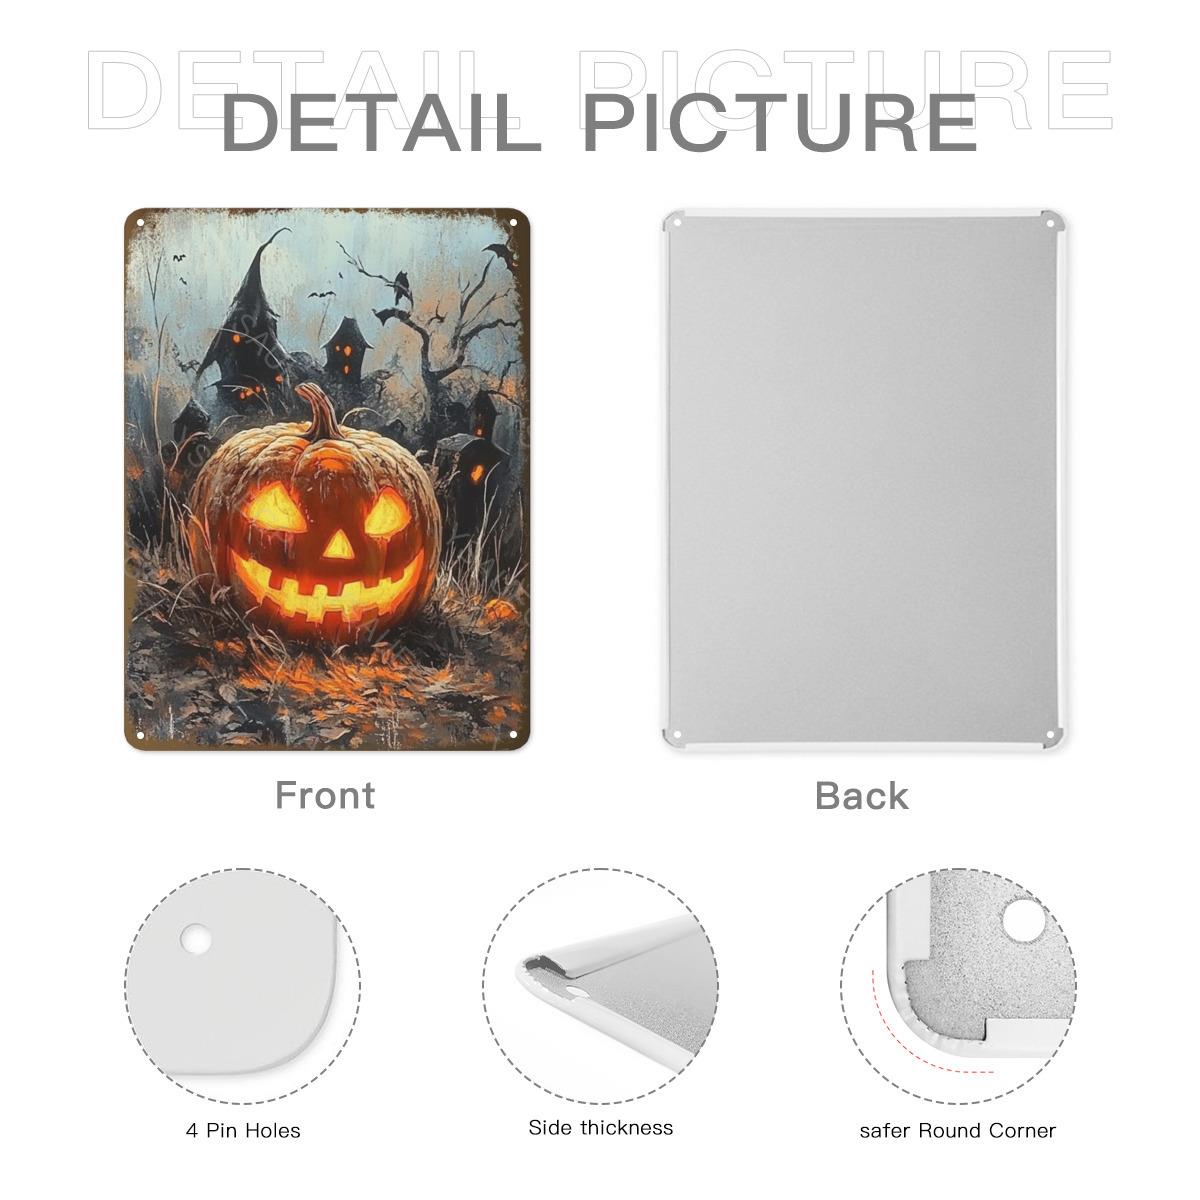 DETAIL PICTURE
DETAIL PICTURE
Front
Back
4 Pin Holes
Side thickness
safer Round Corner